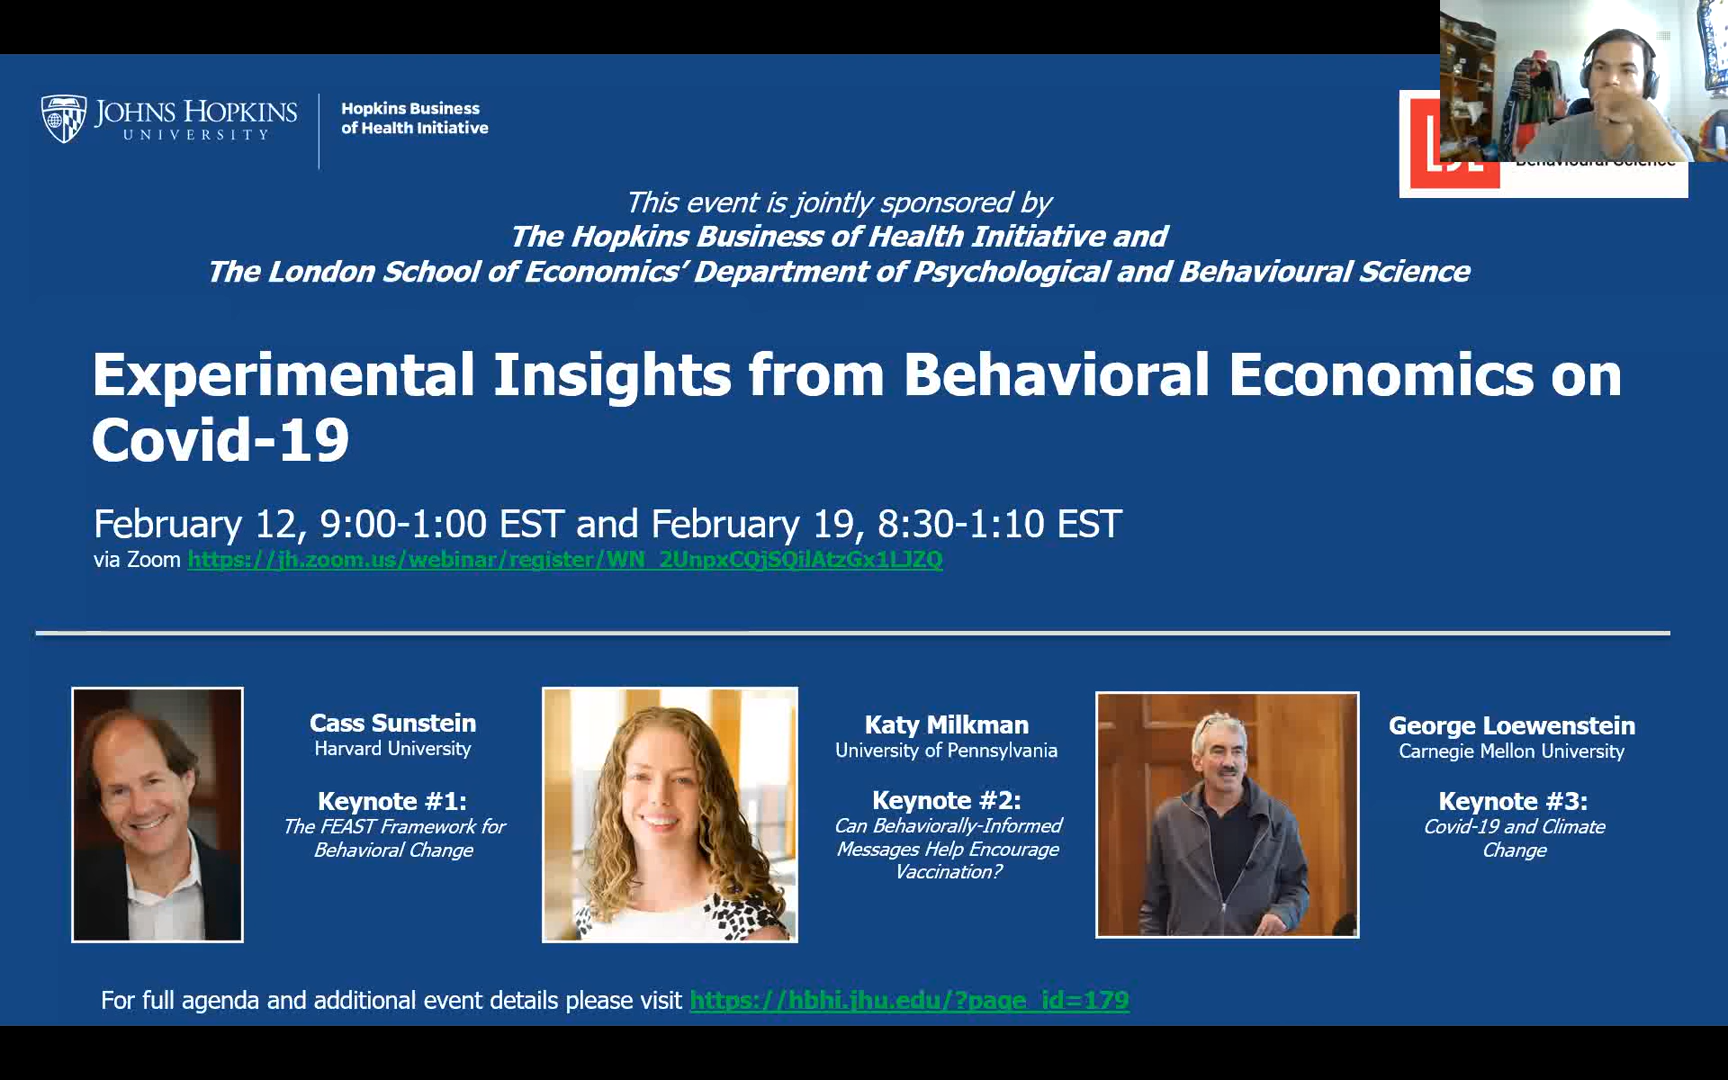 JOHNS HOPKINS
UNIVERSITY
Hopkins Business
of Health Initiative
This event is jointly sponsored by
The Hopkins Business of Health Initiative and
The London School of Economics’ Department of Psychological and Behavioural Science
Experimental Insights from Behavioral Economics on
Covid-19
February 12, 9:00-1:00 EST and February 19, 8:30-1:10 EST
via Zoom https://jh.zoom.us/webinar/register/WN_2UnpxCQjSQilAtzGx1LJZQ
Cass Sunstein
Harvard University
Keynote #1:
The FEAST Framework for
Behavioral Change
Katy Milkman
University of Pennsylvania
Keynote #2:
Can Behaviorally-Informed
Messages Help Encourage
Vaccination?
George Loewenstein
Carnegie Mellon University
Keynote #3:
Covid-19 and Climate
Change
For full agenda and additional event details please visit https://hbhi.jhu.edu/?page_id=179